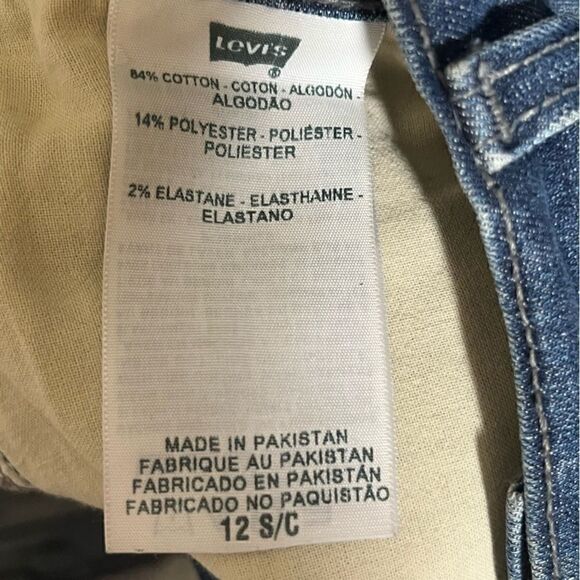 Levi's
®
84% COTTON - COTON - ALGODÓN -
ALGODÃO
14% POLYESTER - POLIÉSTER -
POLIESTER
2% ELASTANE - ELASTHANNE -
ELASTANO
MADE IN PAKISTAN
FABRIQUE AU PAKISTAN
FABRICADO EN PAKISTÁN
FABRICADO NO PAQUISTÃO
12 S/C